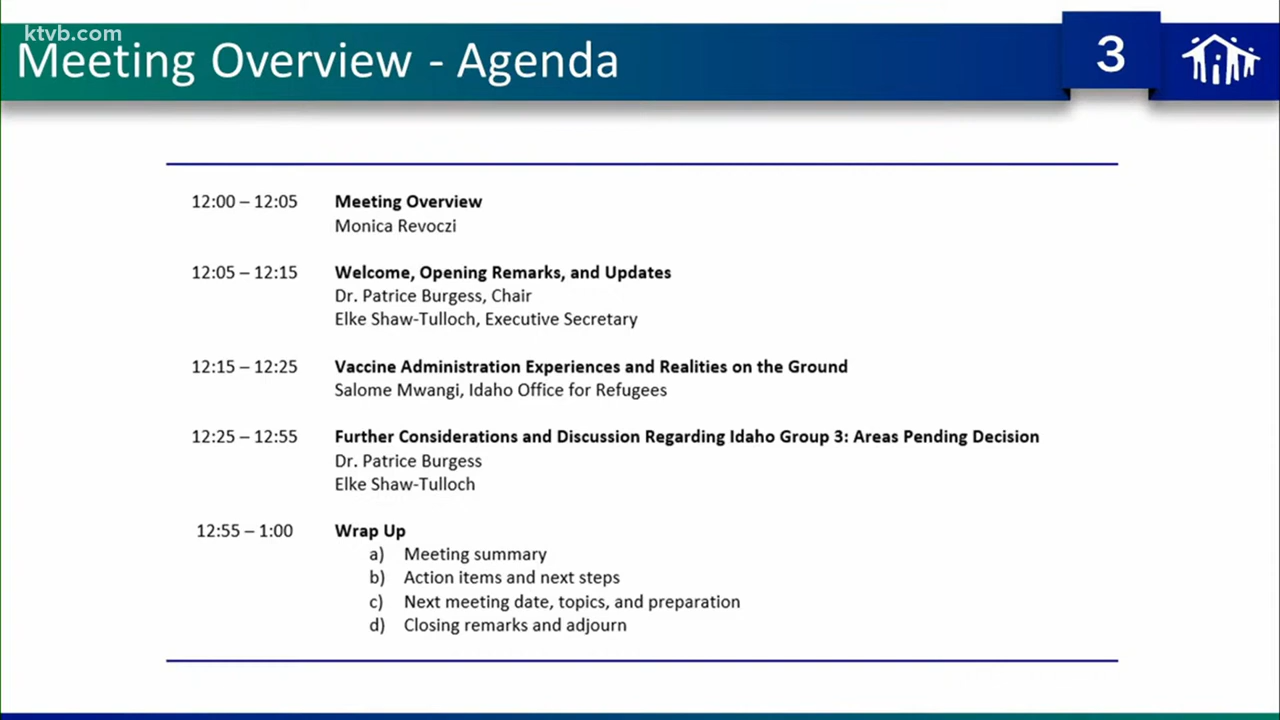 ktvb.com
Meeting Overview - Agenda
3
12:00 – 12:05 Meeting Overview
Monica Revoczi
12:05 – 12:15 Welcome, Opening Remarks, and Updates
Dr. Patrice Burgess, Chair
Elke Shaw-Tulloch, Executive Secretary
12:15 – 12:25 Vaccine Administration Experiences and Realities on the Ground
Salome Mwangi, Idaho Office for Refugees
12:25 – 12:55 Further Considerations and Discussion Regarding Idaho Group 3: Areas Pending Decision
Dr. Patrice Burgess
Elke Shaw-Tulloch
12:55 – 1:00 Wrap Up
a) Meeting summary
b) Action items and next steps
c) Next meeting date, topics, and preparation
d) Closing remarks and adjourn